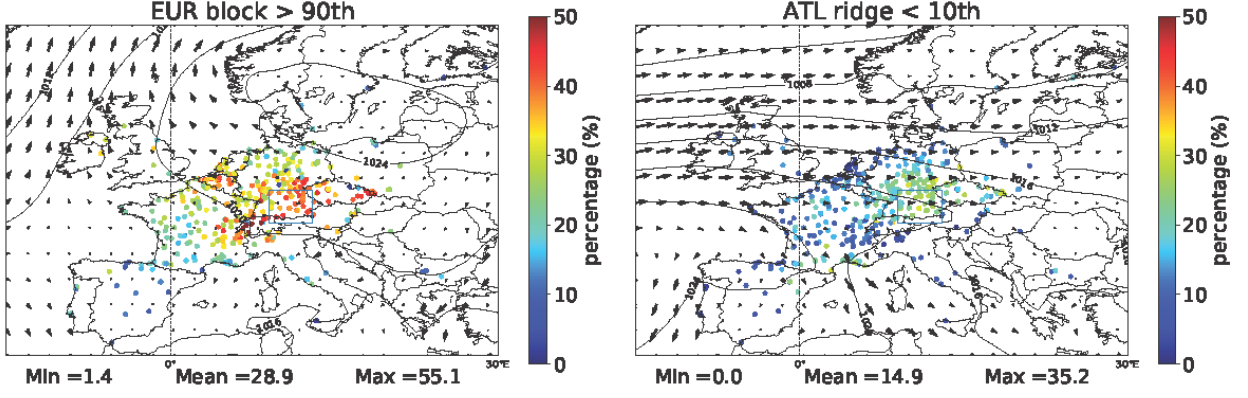 EUR block > 90th
50
40
30
20
10
0
percentage (%)
1012
1024
1016
0°
30°E
Min =1.4 Mean =28.9 Max =55.1
ATL ridge < 10th
50
40
30
20
10
0
percentage (%)
1008
1012
1016
0°
30°E
Min =0.0 Mean =14.9 Max =35.2